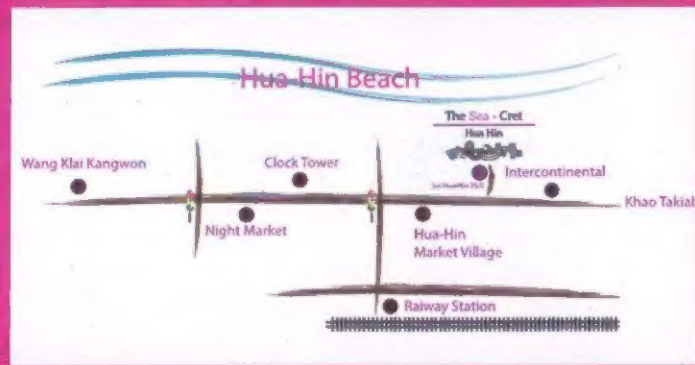 Hua-Hin Beach
The Sea - Cret
Hua Hin
Wang Klai Kangwon
Clock Tower
Intercontinental
Khao Takiab
Night Market
Hua-Hin
Market Village
Raiway Station